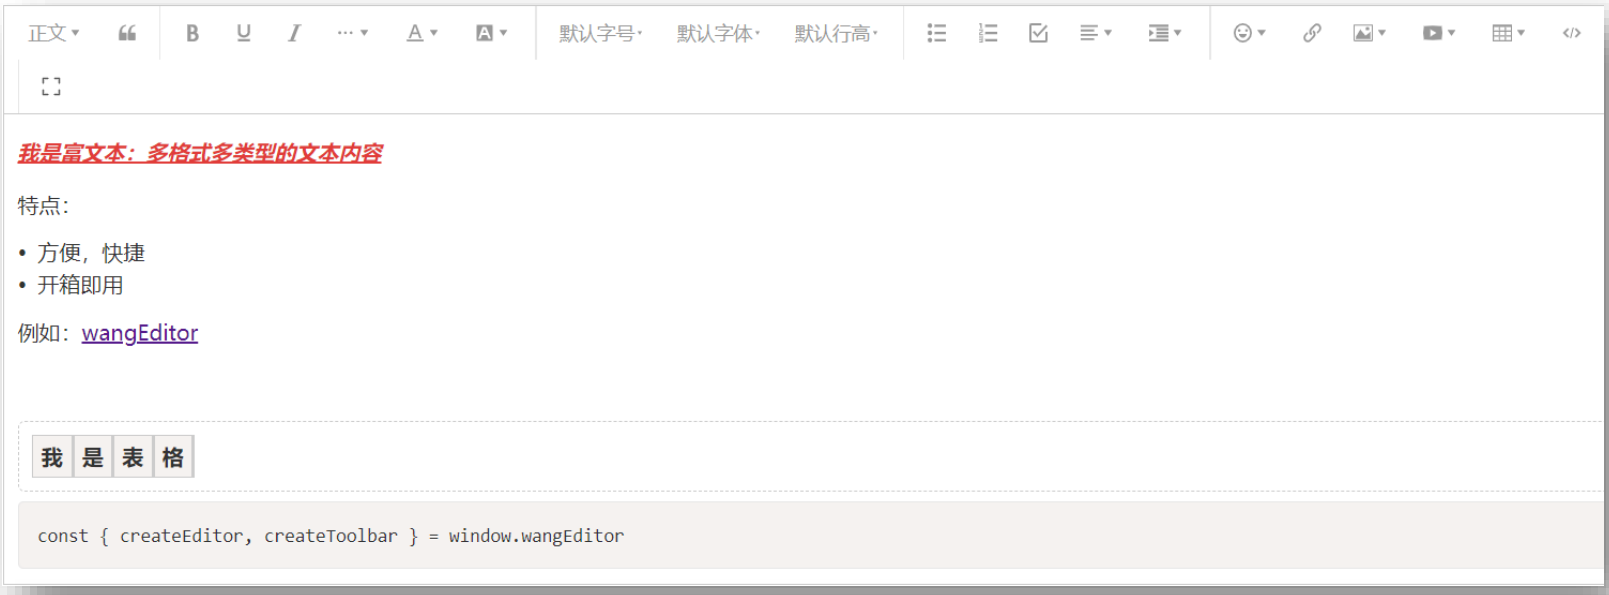 正文 B U I ··· A A 默认字号 默认字体 默认行高 </>
我是富文本：多格式多类型的文本内容
特点：
• 方便，快捷
• 开箱即用
例如：wangEditor
我 是 表 格
const { createEditor, createToolbar } = window.wangEditor